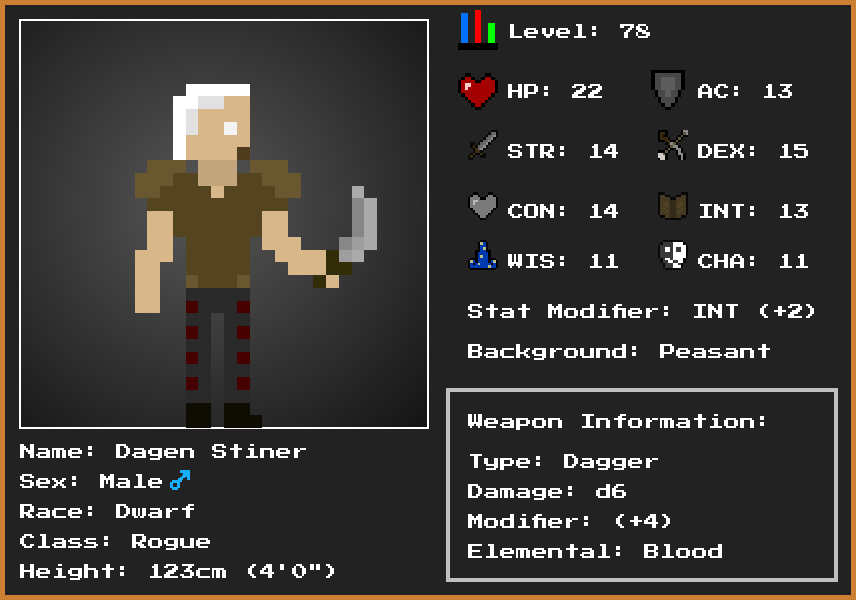 Level: 78
HP: 22
AC: 13
STR: 14
DEX: 15
CON: 14
INT: 13
WIS: 11
CHA: 11
Stat Modifier: INT (+2)
Background: Peasant
Weapon Information:
Type: Dagger
Damage: d6
Modifier: (+4)
Elemental: Blood
Name: Dagen Stiner
Sex: Male ♂
Race: Dwarf
Class: Rogue
Height: 123cm (4'0")